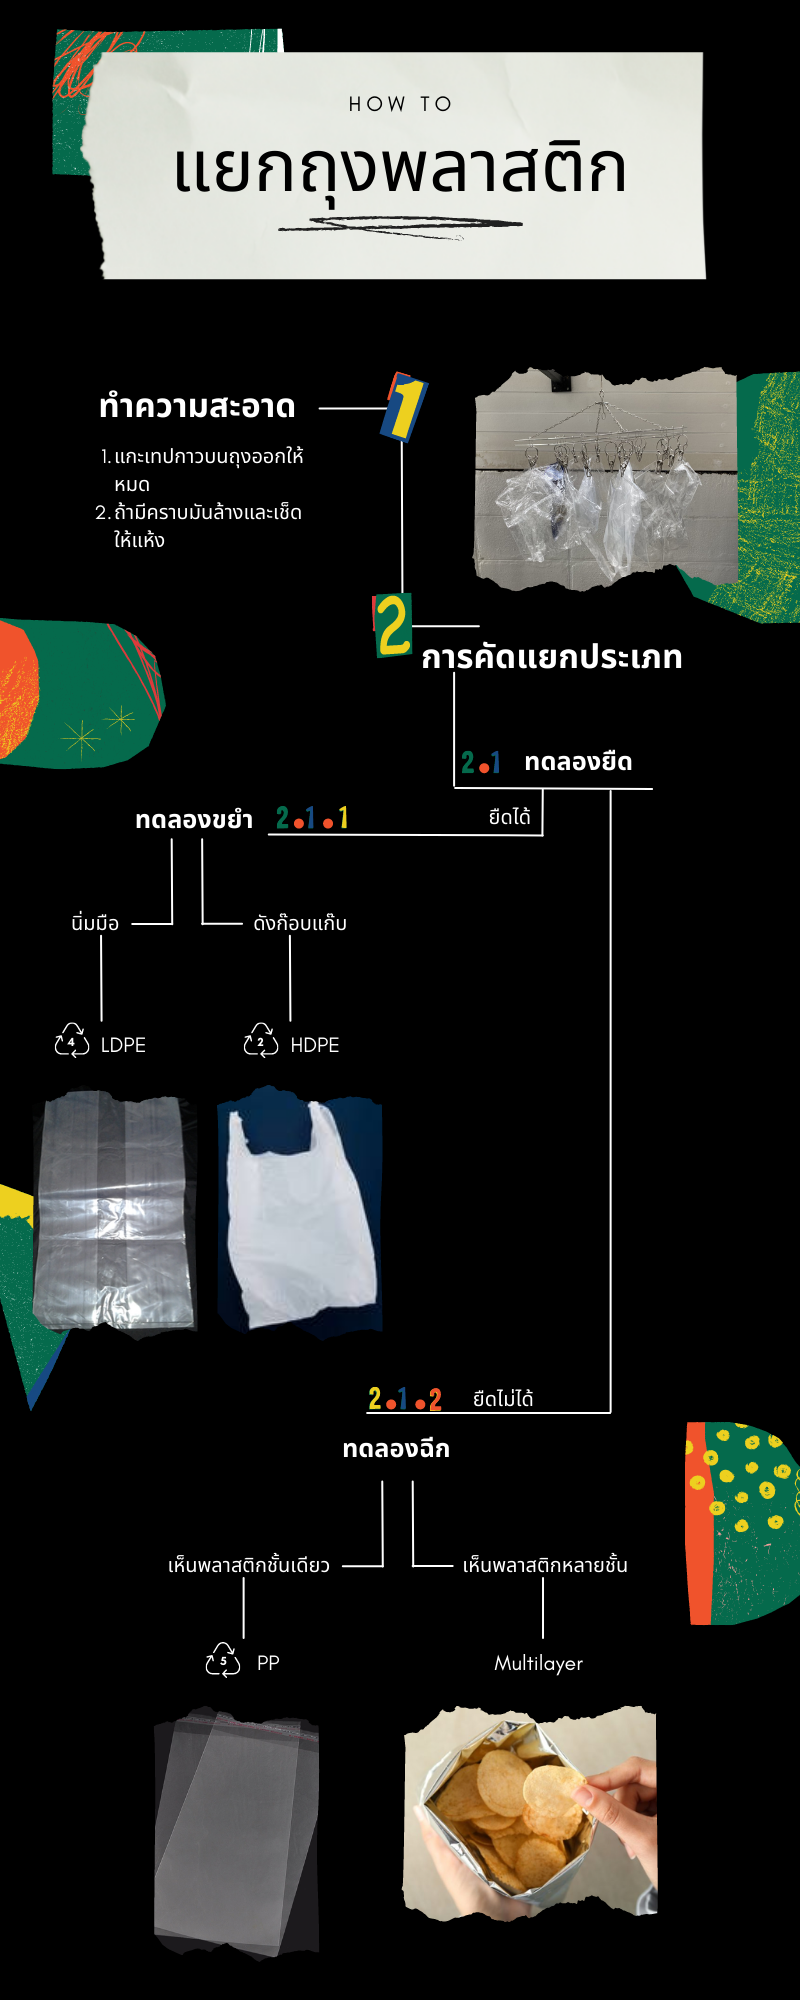 HOW TO
แยกถุงพลาสติก
ทำความสะอาด
1
1. แกะเทปกาวบนถุงออกให้
หมด
2. ถ้ามีคราบมันล้างและเช็ด
ให้แห้ง
2
การคัดแยกประเภท
2.1 ทดลองยืด
ทดลองขยำ 2.1.1 ยืดได้
นิ่มมือ ดังก๊อบแก๊บ
4 LDPE 2 HDPE
2.1.2 ยืดไม่ได้
ทดลองฉีก
เห็นพลาสติกชั้นเดียว เห็นพลาสติกหลายชั้น
5 PP Multilayer